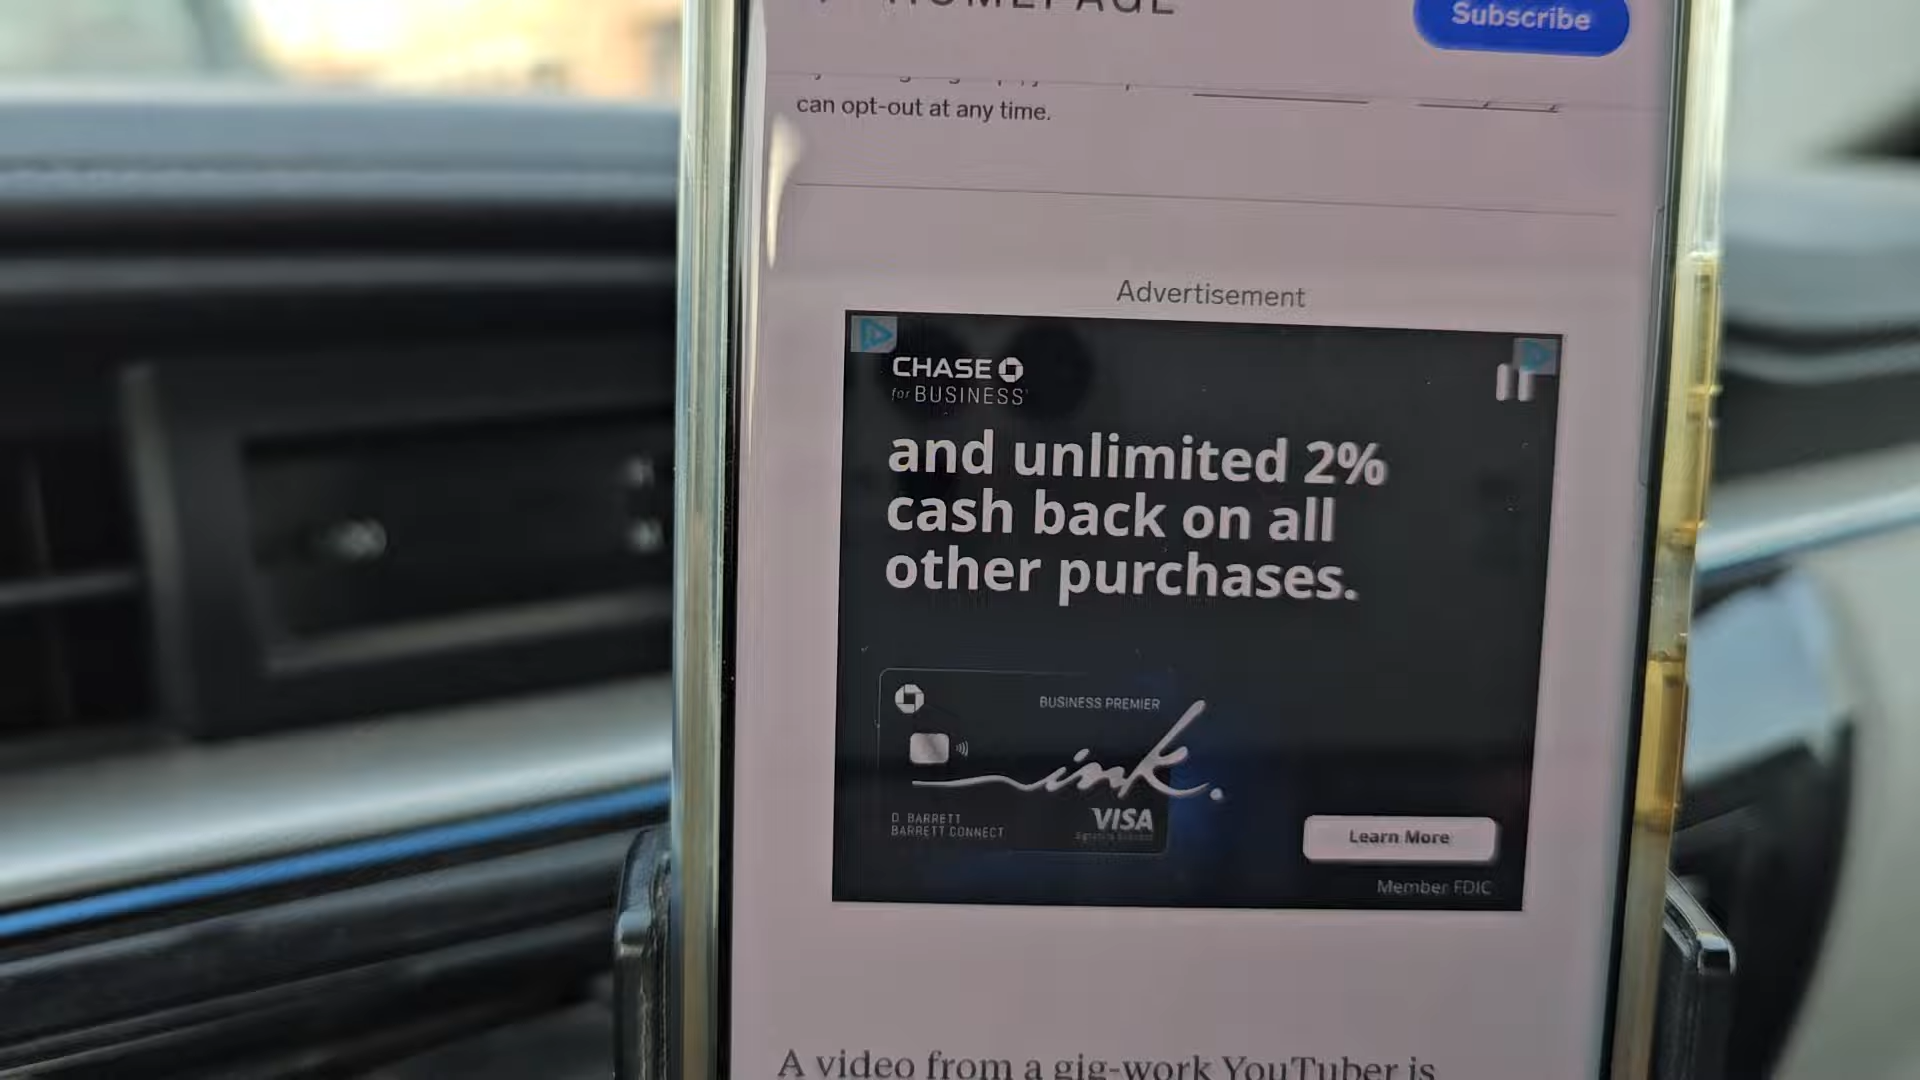 HOMEPAGE
Subscribe
can opt-out at any time.
Advertisement
CHASE
for BUSINESS
and unlimited 2%
cash back on all
other purchases.
BUSINESS PREMIER
ink.
D. BARRETT
BARRETT CONNECT
VISA
Learn More
Member FDIC
A video from a gig-work YouTuber is